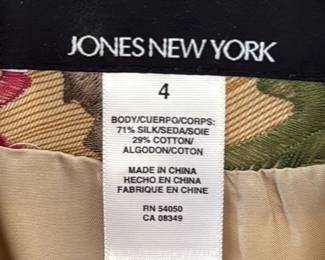 JONES NEW YORK
4
BODY/CUERPO/CORPS:
71% SILK/SEDA/SOIE
29% COTTON/
ALGODON/COTON
MADE IN CHINA
HECHO EN CHINA
FABRIQUE EN CHINE
RN 54050
CA 08349